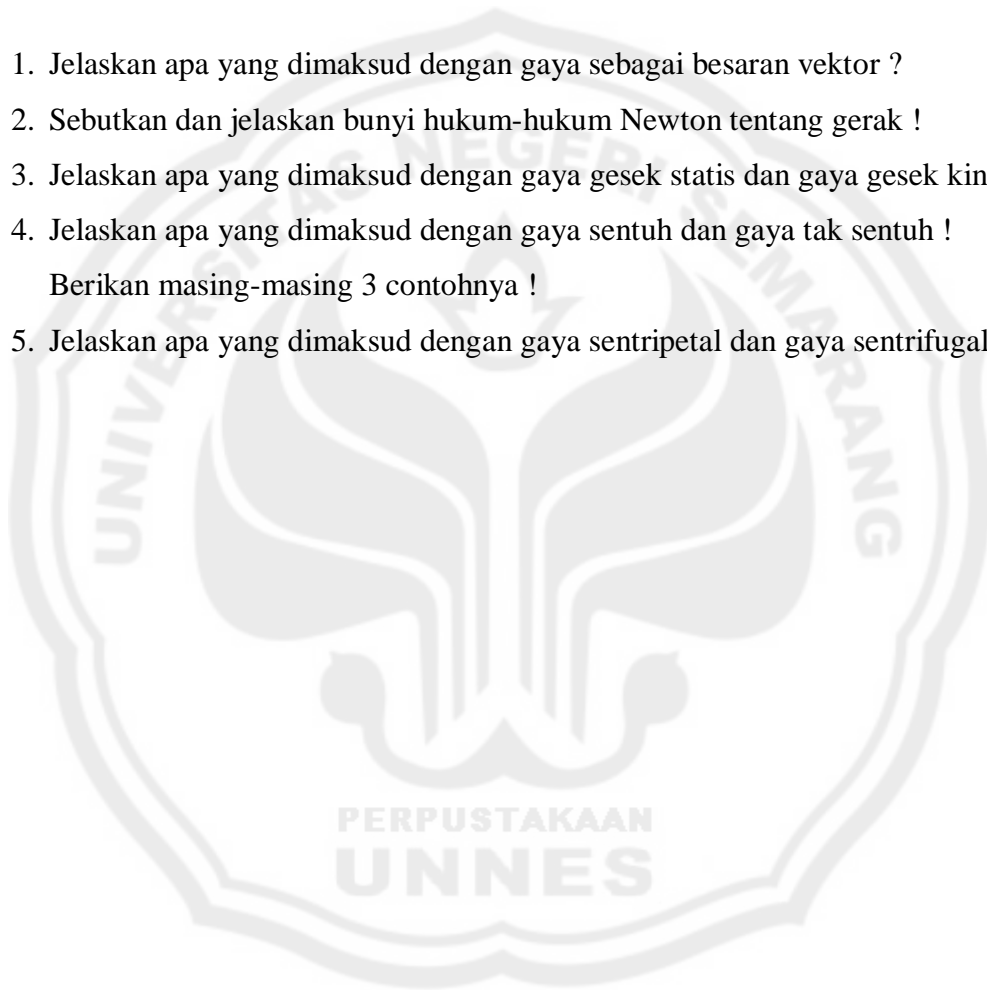 1. Jelaskan apa yang dimaksud dengan gaya sebagai besaran vektor ?
2. Sebutkan dan jelaskan bunyi hukum-hukum Newton tentang gerak !
3. Jelaskan apa yang dimaksud dengan gaya gesek statis dan gaya gesek kin
4. Jelaskan apa yang dimaksud dengan gaya sentuh dan gaya tak sentuh !
Berikan masing-masing 3 contohnya !
5. Jelaskan apa yang dimaksud dengan gaya sentripetal dan gaya sentrifugal
UNIVERSITAS NEGERI SEMARANG
PERPUSTAKAAN
UNNES